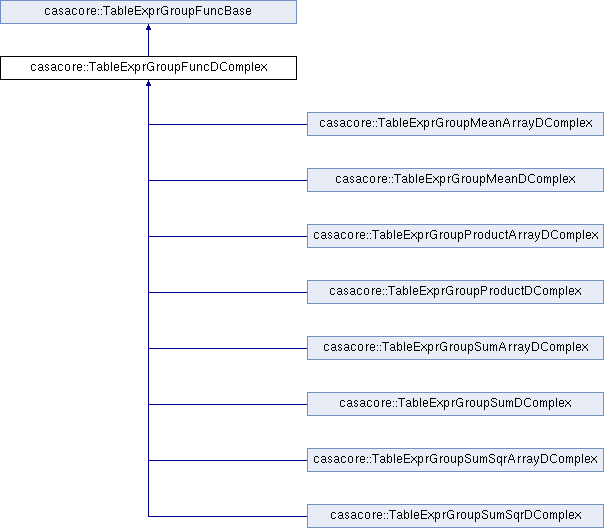 casacore::TableExprGroupFuncBase
casacore::TableExprGroupFuncDComplex
casacore::TableExprGroupMeanArrayDComplex
casacore::TableExprGroupMeanDComplex
casacore::TableExprGroupProductArrayDComplex
casacore::TableExprGroupProductDComplex
casacore::TableExprGroupSumArrayDComplex
casacore::TableExprGroupSumDComplex
casacore::TableExprGroupSumSqrArrayDComplex
casacore::TableExprGroupSumSqrDComplex